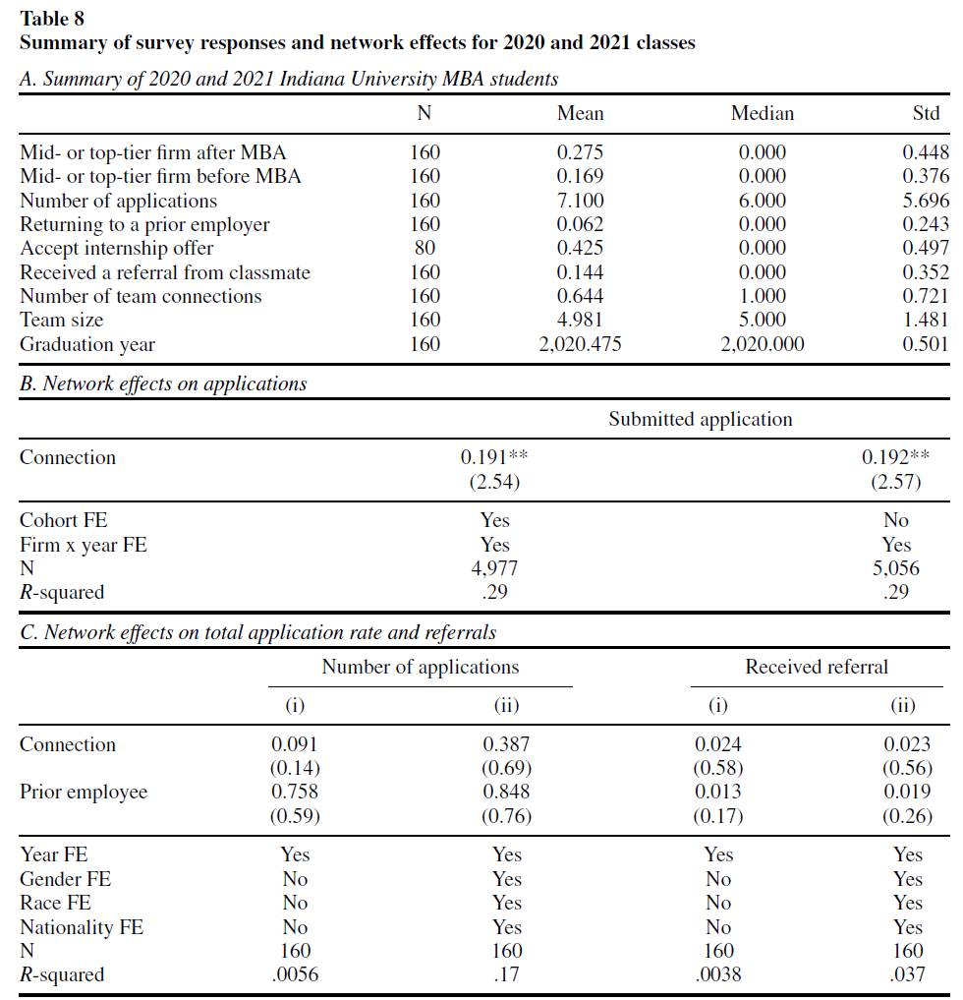 Table 8
Summary of survey responses and network effects for 2020 and 2021 classes
A. Summary of 2020 and 2021 Indiana University MBA students
N Mean Median Std
Mid- or top-tier firm after MBA 160 0.275 0.000 0.448
Mid- or top-tier firm before MBA 160 0.169 0.000 0.376
Number of applications 160 7.100 6.000 5.696
Returning to a prior employer 160 0.062 0.000 0.243
Accept internship offer 80 0.425 0.000 0.497
Received a referral from classmate 160 0.144 0.000 0.352
Number of team connections 160 0.644 1.000 0.721
Team size 160 4.981 5.000 1.481
Graduation year 160 2,020.475 2,020.000 0.501
B. Network effects on applications
Submitted application
Connection 0.191** 0.192**
(2.54) (2.57)
Cohort FE Yes No
Firm x year FE Yes Yes
N 4,977 5,056
R-squared .29 .29
C. Network effects on total application rate and referrals
Number of applications Received referral
(i) (ii) (i) (ii)
Connection 0.091 0.387 0.024 0.023
(0.14) (0.69) (0.58) (0.56)
Prior employee 0.758 0.848 0.013 0.019
(0.59) (0.76) (0.17) (0.26)
Year FE Yes Yes Yes Yes
Gender FE No Yes No Yes
Race FE No Yes No Yes
Nationality FE No Yes No Yes
N 160 160 160 160
R-squared .0056 .17 .0038 .037